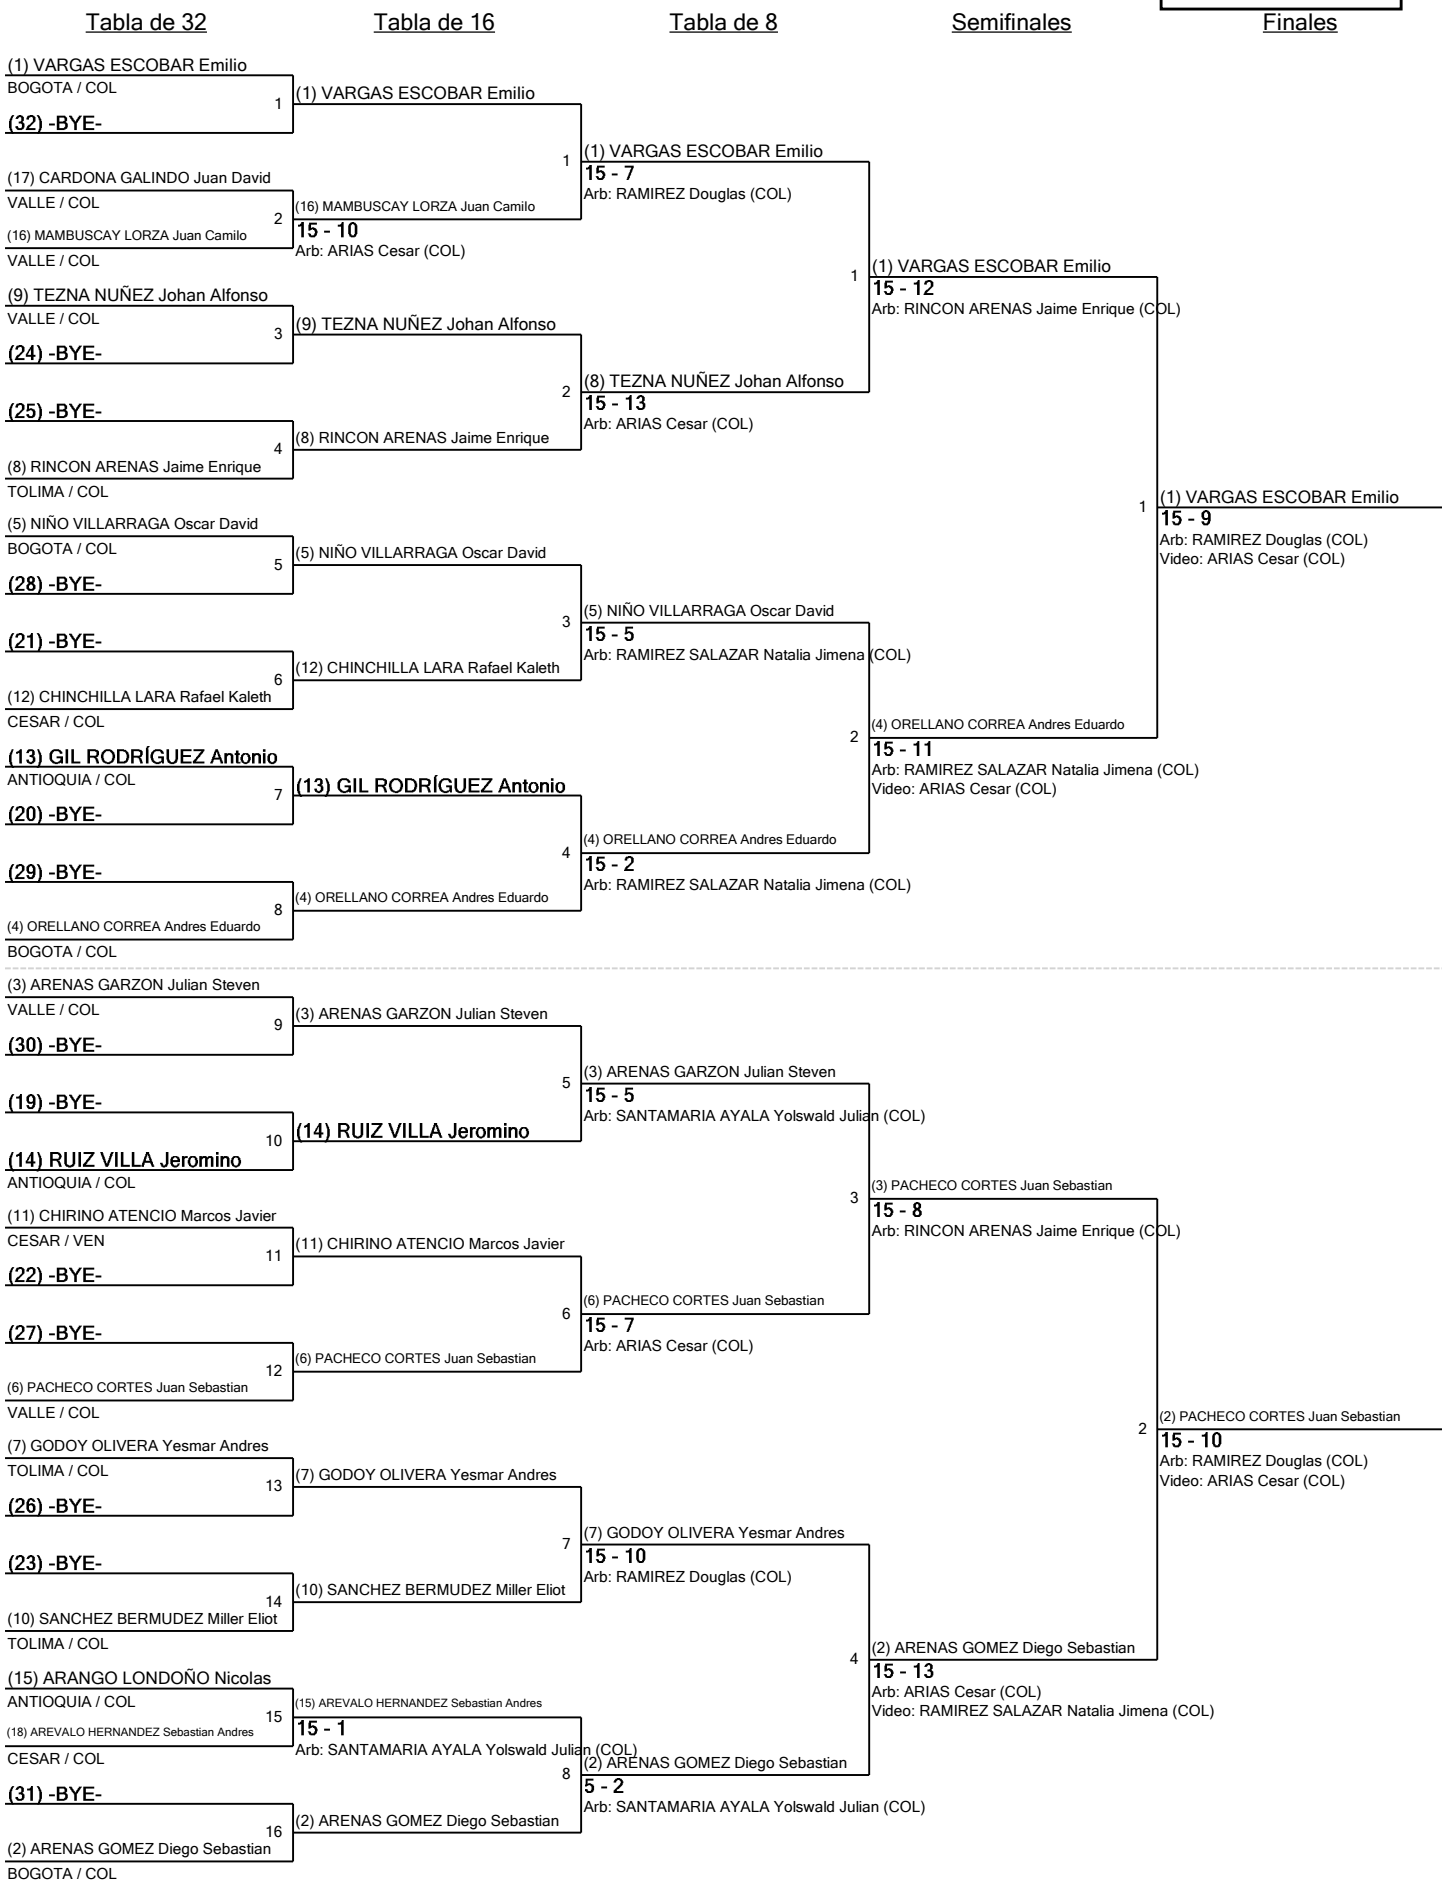 Tabla de 32
Tabla de 16
Tabla de 8
Semifinales
Finales
(1) VARGAS ESCOBAR Emilio
BOGOTA / COL
1
(32) -BYE-
(17) CARDONA GALINDO Juan David
VALLE / COL
2
(16) MAMBUSCAY LORZA Juan Camilo
VALLE / COL
(9) TEZNA NUÑEZ Johan Alfonso
VALLE / COL
3
(24) -BYE-
(25) -BYE-
4
(8) RINCON ARENAS Jaime Enrique
TOLIMA / COL
(5) NIÑO VILLARRAGA Oscar David
BOGOTA / COL
5
(28) -BYE-
(21) -BYE-
6
(12) CHINCHILLA LARA Rafael Kaleth
CESAR / COL
(13) GIL RODRÍGUEZ Antonio
ANTIOQUIA / COL
7
(20) -BYE-
(29) -BYE-
8
(4) ORELLANO CORREA Andres Eduardo
BOGOTA / COL
(3) ARENAS GARZON Julian Steven
VALLE / COL
9
(30) -BYE-
(19) -BYE-
10
(14) RUIZ VILLA Jeromino
ANTIOQUIA / COL
(11) CHIRINO ATENCIO Marcos Javier
CESAR / VEN
11
(22) -BYE-
(27) -BYE-
12
(6) PACHECO CORTES Juan Sebastian
VALLE / COL
(7) GODOY OLIVERA Yesmar Andres
TOLIMA / COL
13
(26) -BYE-
(23) -BYE-
14
(10) SANCHEZ BERMUDEZ Miller Eliot
TOLIMA / COL
(15) ARANGO LONDOÑO Nicolas
ANTIOQUIA / COL
15
(18) AREVALO HERNANDEZ Sebastian Andres
CESAR / COL
(31) -BYE-
16
(2) ARENAS GOMEZ Diego Sebastian
BOGOTA / COL
(1) VARGAS ESCOBAR Emilio
1
(16) MAMBUSCAY LORZA Juan Camilo
15 - 10
Arb: ARIAS Cesar (COL)
(9) TEZNA NUÑEZ Johan Alfonso
2
(8) RINCON ARENAS Jaime Enrique
(5) NIÑO VILLARRAGA Oscar David
3
(12) CHINCHILLA LARA Rafael Kaleth
(13) GIL RODRÍGUEZ Antonio
4
(4) ORELLANO CORREA Andres Eduardo
(3) ARENAS GARZON Julian Steven
5
(14) RUIZ VILLA Jeromino
(11) CHIRINO ATENCIO Marcos Javier
6
(6) PACHECO CORTES Juan Sebastian
(7) GODOY OLIVERA Yesmar Andres
7
(10) SANCHEZ BERMUDEZ Miller Eliot
(15) AREVALO HERNANDEZ Sebastian Andres
15 - 1
Arb: SANTAMARIA AYALA Yolswald Julian (COL)
8
(2) ARENAS GOMEZ Diego Sebastian
(1) VARGAS ESCOBAR Emilio
15 - 7
Arb: RAMIREZ Douglas (COL)
1
(8) TEZNA NUÑEZ Johan Alfonso
15 - 13
Arb: ARIAS Cesar (COL)
(5) NIÑO VILLARRAGA Oscar David
15 - 5
Arb: RAMIREZ SALAZAR Natalia Jimena (COL)
2
(4) ORELLANO CORREA Andres Eduardo
15 - 2
Arb: RAMIREZ SALAZAR Natalia Jimena (COL)
(3) ARENAS GARZON Julian Steven
15 - 5
Arb: SANTAMARIA AYALA Yolswald Julian (COL)
3
(6) PACHECO CORTES Juan Sebastian
15 - 7
Arb: ARIAS Cesar (COL)
(7) GODOY OLIVERA Yesmar Andres
15 - 10
Arb: RAMIREZ Douglas (COL)
4
(2) ARENAS GOMEZ Diego Sebastian
5 - 2
Arb: SANTAMARIA AYALA Yolswald Julian (COL)
(1) VARGAS ESCOBAR Emilio
15 - 12
Arb: RINCON ARENAS Jaime Enrique (COL)
1
(4) ORELLANO CORREA Andres Eduardo
15 - 11
Arb: RAMIREZ SALAZAR Natalia Jimena (COL)
Video: ARIAS Cesar (COL)
(3) PACHECO CORTES Juan Sebastian
15 - 8
Arb: RINCON ARENAS Jaime Enrique (COL)
2
(2) ARENAS GOMEZ Diego Sebastian
15 - 13
Arb: ARIAS Cesar (COL)
Video: RAMIREZ SALAZAR Natalia Jimena (COL)
(1) VARGAS ESCOBAR Emilio
15 - 9
Arb: RAMIREZ Douglas (COL)
Video: ARIAS Cesar (COL)
(2) PACHECO CORTES Juan Sebastian
15 - 10
Arb: RAMIREZ Douglas (COL)
Video: ARIAS Cesar (COL)